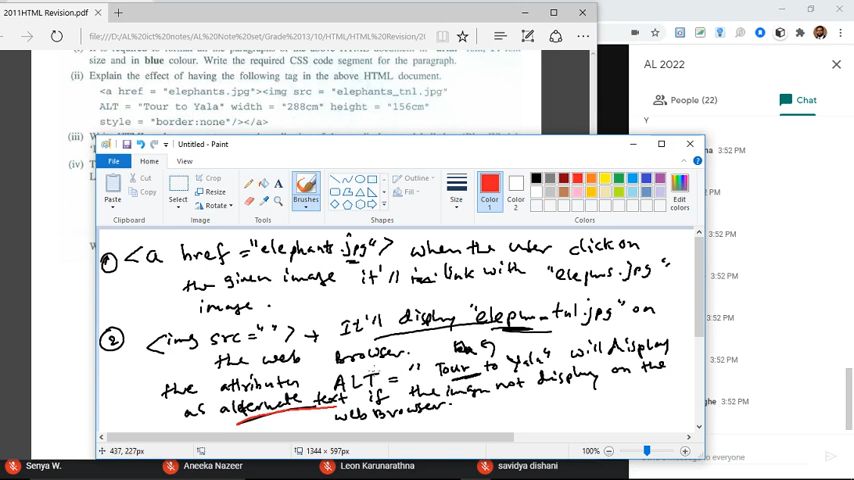 2011HTML Revision.pdf
file:///D:/AL%20ict%20notes/AL%20Note%20set/Grade%2013/10/HTML/HTML%20Revision/2
size and in blue colour. Write the required CSS code segment for the paragraph.
(ii) Explain the effect of having the following tag in the above HTML document.
<a href = "elephants.jpg"><img src = "elephants_tnl.jpg"
ALT = "Tour to Yala" width = "288cm" height = "156cm"
style = "border:none"/></a>
(iii)
(iv)
AL 2022
People (22)
Chat
3:52 PM
3:52 PM
3:52 PM
3:52 PM
3:52 PM
3:52 PM
Untitled - Paint
File Home View
Cut
Copy
Paste
Clipboard
Select
Crop
Resize
Rotate
Image
Tools
Brushes
Shapes
Outline
Fill
Size
Color 1
Color 2
Edit colors
Colors
① <a href ="elephants.jpg"> when the user click on
the given image it'll link with "elephns.jpg"
image.
② <img src=""> → It'll display "elephn_tnl.jpg" on
the web Browser.
the attributes ALT = "Tour to Yala" will display
as alternate text if the image not display on the
web Browser.
437, 227px
1344 × 597px
100%
Senya W.
Aneeka Nazeer
Leon Karunarathna
savidya dishani